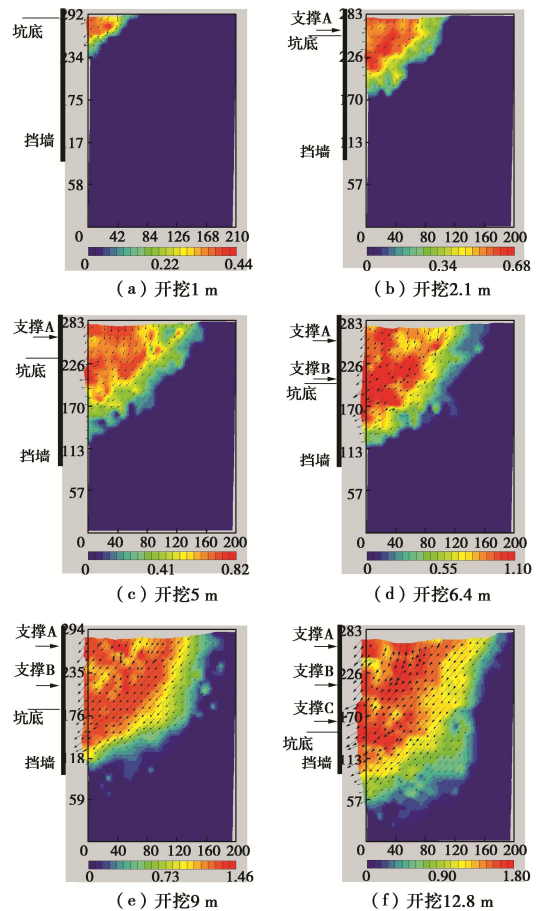 292
坑底
234
175
117
挡墙
58
0 42 84 126 168 210
0 0.22 0.44
(a)开挖1 m
283
支撑A
坑底
226
170
113
挡墙
57
0 40 80 120 160 200
0 0.34 0.68
(b)开挖2.1 m
283
支撑A
坑底
226
170
113
挡墙
57
0 40 80 120 160 200
0 0.41 0.82
(c)开挖5 m
283
支撑A
226
支撑B
坑底
170
113
挡墙
57
0 40 80 120 160 200
0 0.55 1.10
(d)开挖6.4 m
294
支撑A
支撑B
235
坑底
176
挡墙
118
59
0 40 80 120 160 200
0 0.73 1.46
(e)开挖9 m
283
支撑A
支撑B
226
支撑C
170
坑底
挡墙
113
57
0 40 80 120 160 200
0 0.90 1.80
(f)开挖12.8 m